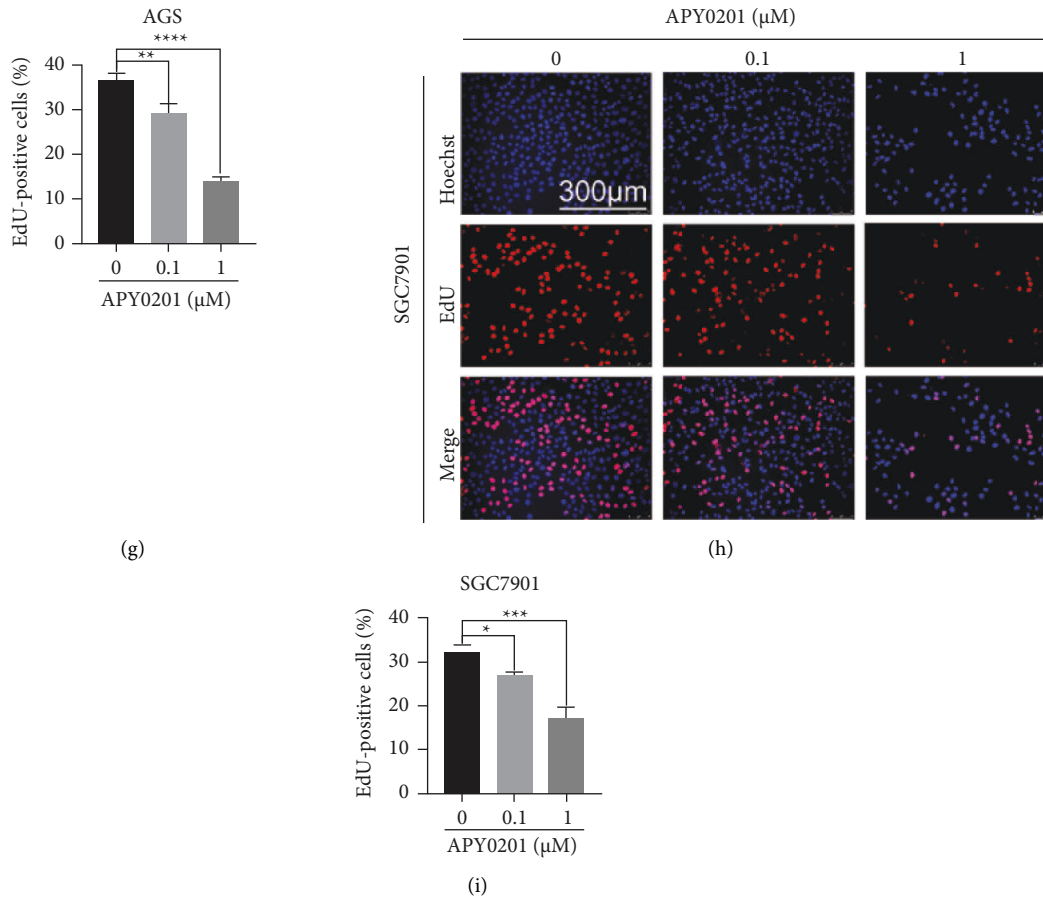 AGS
****
**
EdU-positive cells (%)
40
30
20
10
0
0 0.1 1
APY0201 (μM)
(g)
APY0201 (μM)
0 0.1 1
SGC7901
Hoechst
300μm
EdU
Merge
(h)
SGC7901
***
*
EdU-positive cells (%)
40
30
20
10
0
0 0.1 1
APY0201 (μM)
(i)